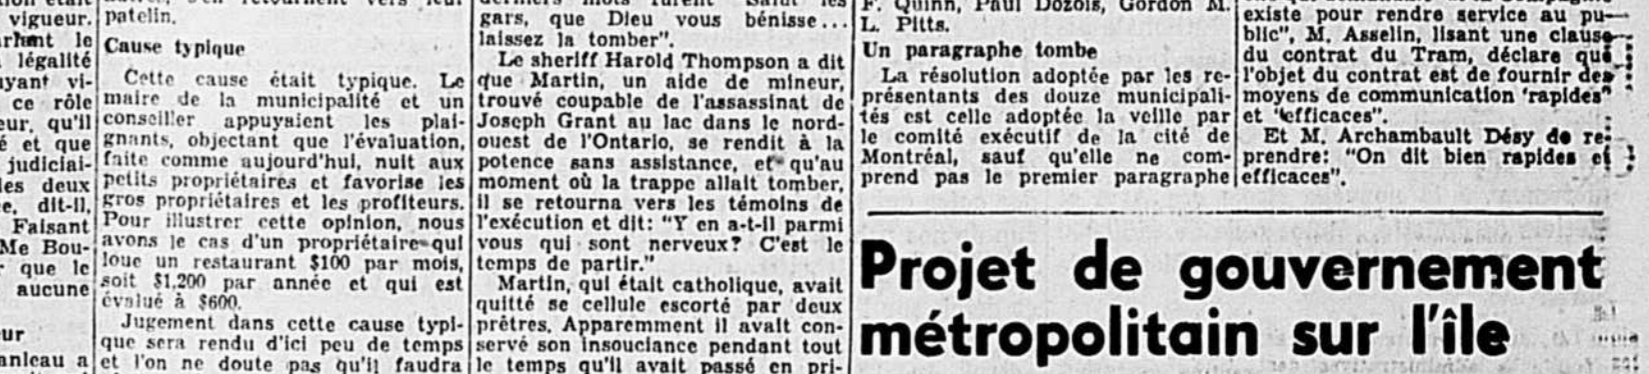 vigueur.
le
légalité
vi-
ce rôle
qu'il
é et que
judiciai-
les deux
dit-il,
Faisant
Me Bou-
que le
aucune
patelin.
Cause typique
Cette cause était typique. Le
maire de la municipalité et un
conseiller appuyaient les plai-
gnants, objectant que l'évaluation,
faite comme aujourd'hui, nuit aux
petits propriétaires et favorise les
gros propriétaires et les profiteurs.
Pour illustrer cette opinion, nous
avons le cas d'un propriétaire qui
loue un restaurant $100 par mois,
soit $1,200 par année et qui est
évalué à $600.
Jugement dans cette cause typi-
que sera rendu d'ici peu de temps
et l'on ne doute pas qu'il faudra
gars, que Dieu vous bénisse...
laissez la tomber".
Le sheriff Harold Thompson a dit
que Martin, un aide de mineur,
trouvé coupable de l'assassinat de
Joseph Grant au lac dans le nord-
ouest de l'Ontario, se rendit à la
potence sans assistance, et qu'au
moment où la trappe allait tomber,
il se retourna vers les témoins de
l'exécution et dit: "Y en a-t-il parmi
vous qui sont nerveux? C'est le
temps de partir."
Martin, qui était catholique, avait
quitté se cellule escorté par deux
prêtres. Apparemment il avait con-
servé son insouciance pendant tout
le temps qu'il avait passé en pri-
F. Quinn, Paul Dozois, Gordon M.
L. Pitts.
Un paragraphe tombe
La résolution adoptée par les re-
présentants des douze municipali-
tés est celle adoptée la veille par
le comité exécutif de la cité de
Montréal, sauf qu'elle ne com-
prend pas le premier paragraphe
existe pour rendre service au pu-
blic", M. Asselin, lisant une clause
du contrat du Tram, déclare que
l'objet du contrat est de fournir des
moyens de communication "rapides"
et "efficaces".
Et M. Archambault Désy de re-
prendre: "On dit bien rapides et
efficaces".
Projet de gouvernement
métropolitain sur l'île